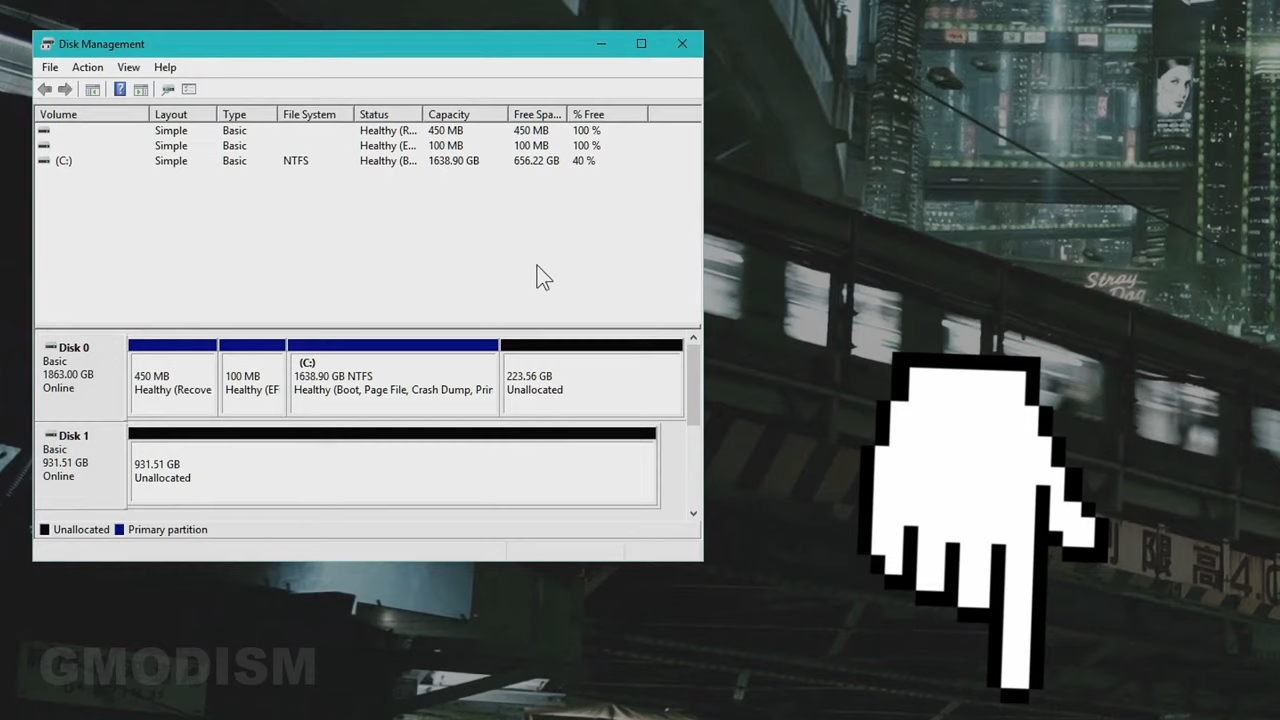 Disk Management
File Action View Help
Volume Layout Type File System Status Capacity Free Spa... % Free
Simple Basic Healthy (R... 450 MB 450 MB 100 %
Simple Basic Healthy (E... 100 MB 100 MB 100 %
(C:) Simple Basic NTFS Healthy (B... 1638.90 GB 656.22 GB 40 %
Disk 0
Basic
1863.00 GB
Online
450 MB
Healthy (Recove
100 MB
Healthy (EF
(C:)
1638.90 GB NTFS
Healthy (Boot, Page File, Crash Dump, Prir
223.56 GB
Unallocated
Disk 1
Basic
931.51 GB
Online
931.51 GB
Unallocated
Unallocated Primary partition
Stray
Dog
限高4.0
GMODISM